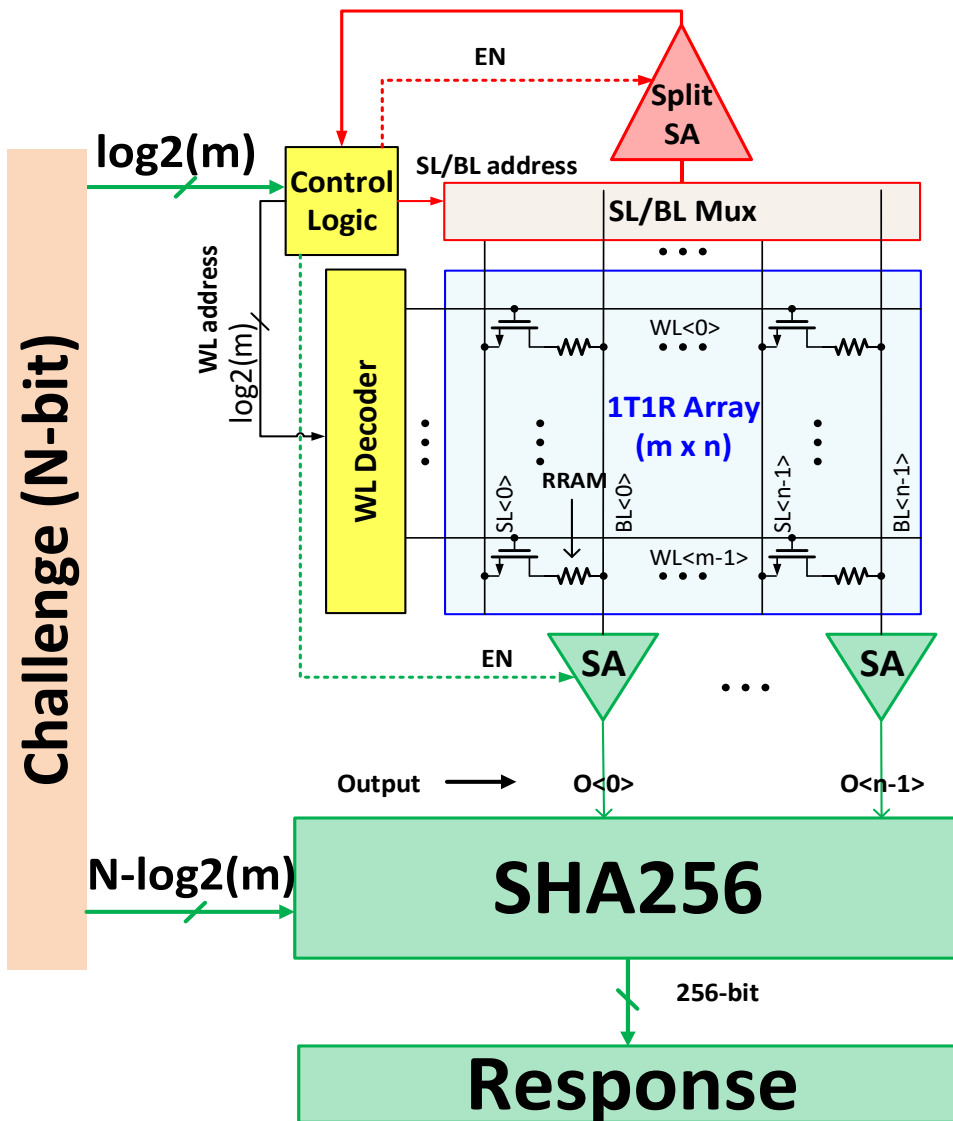 EN
Split
SA
log2(m)
Control
Logic
SL/BL address
SL/BL Mux
WL address
log2(m)
WL Decoder
WL<0>
1T1R Array
(m x n)
RRAM
SL<0>
BL<0>
SL<n-1>
BL<n-1>
WL<m-1>
Challenge (N-bit)
EN
SA
SA
Output
O<0>
O<n-1>
N-log2(m)
SHA256
256-bit
Response